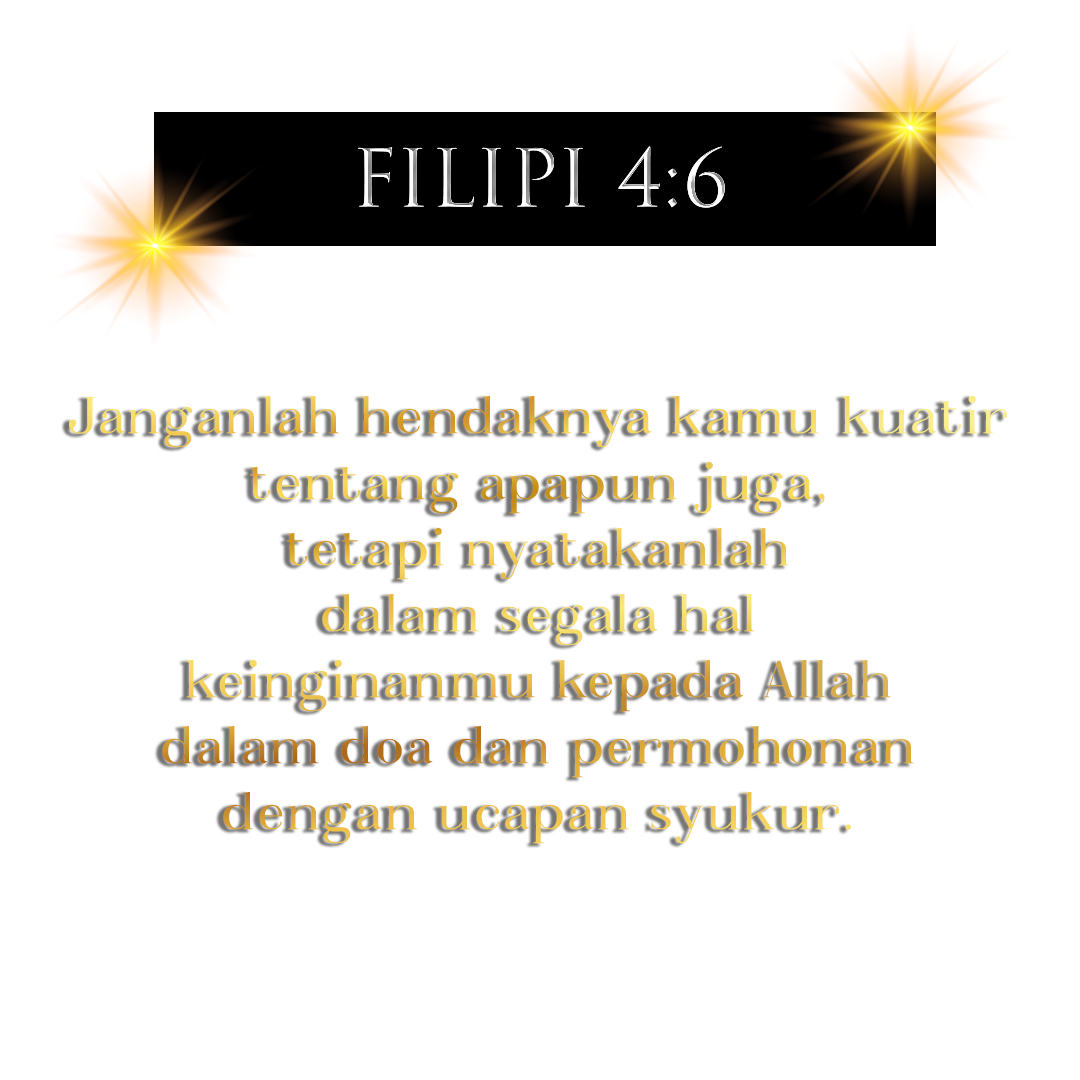 FILIPI 4:6
Janganlah hendaknya kamu kuatir
tentang apapun juga,
tetapi nyatakanlah
dalam segala hal
keinginanmu kepada Allah
dalam doa dan permohonan
dengan ucapan syukur.